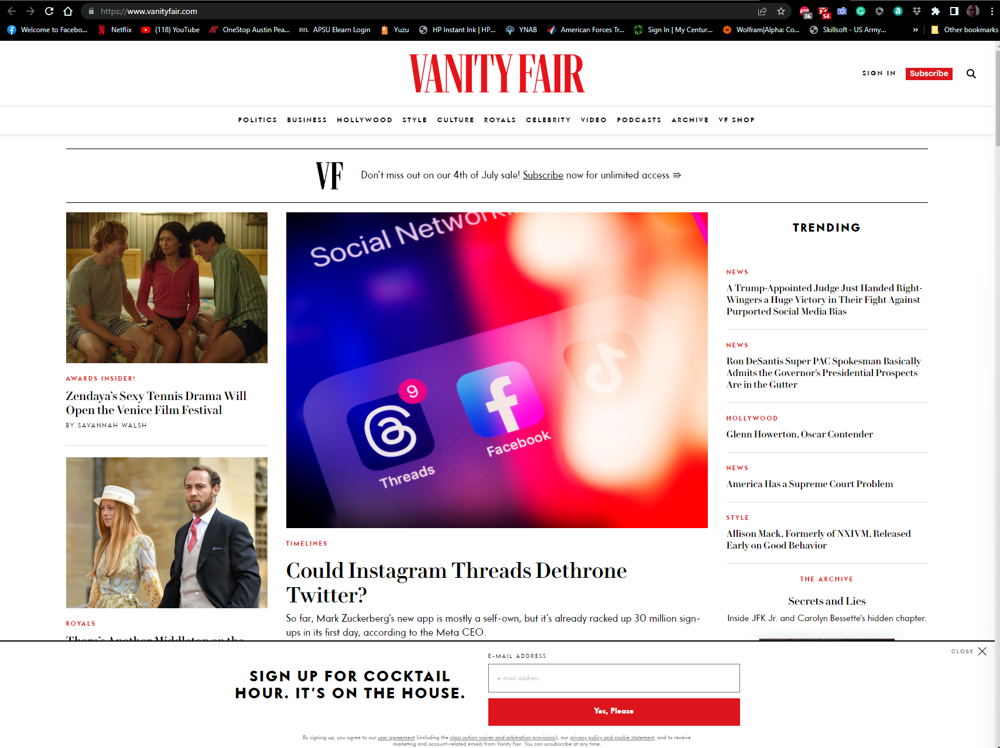 https://www.vanityfair.com
36
54
Welcome to Facebo...
Netflix
(118) YouTube
OneStop Austin Pea...
D2L
APSU Elearn Login
Yuzu
HP Instant Ink | HP...
YNAB
American Forces Tr...
Sign In | My Centur...
Wolfram|Alpha: Co...
Skillsoft - US Army...
»
Other bookmarks
VANITY FAIR
SIGN IN
Subscribe
POLITICS BUSINESS HOLLYWOOD STYLE CULTURE ROYALS CELEBRITY VIDEO PODCASTS ARCHIVE VF SHOP
VF
Don't miss out on our 4th of July sale! Subscribe now for unlimited access
AWARDS INSIDER!
Zendaya's Sexy Tennis Drama Will
Open the Venice Film Festival
BY SAVANNAH WALSH
ROYALS
There's Another Middleton on the
Social Networking
9
Threads
Facebook
TIMELINES
Could Instagram Threads Dethrone
Twitter?
So far, Mark Zuckerberg's new app is mostly a self-own, but it's already racked up 30 million sign-
ups in its first day, according to the Meta CEO.
TRENDING
NEWS
A Trump-Appointed Judge Just Handed Right-
Wingers a Huge Victory in Their Fight Against
Purported Social Media Bias
NEWS
Ron DeSantis Super PAC Spokesman Basically
Admits the Governor's Presidential Prospects
Are in the Gutter
HOLLYWOOD
Glenn Howerton, Oscar Contender
NEWS
America Has a Supreme Court Problem
STYLE
Allison Mack, Formerly of NXIVM, Released
Early on Good Behavior
THE ARCHIVE
Secrets and Lies
Inside JFK Jr. and Carolyn Bessette's hidden chapter.
CLOSE
SIGN UP FOR COCKTAIL
HOUR. IT'S ON THE HOUSE.
E-MAIL ADDRESS
e-mail address
Yes, Please
By signing up, you agree to our user agreement (including the class action waiver and arbitration provisions), our privacy policy and cookie statement, and to receive
marketing and account-related emails from Vanity Fair. You can unsubscribe at any time.